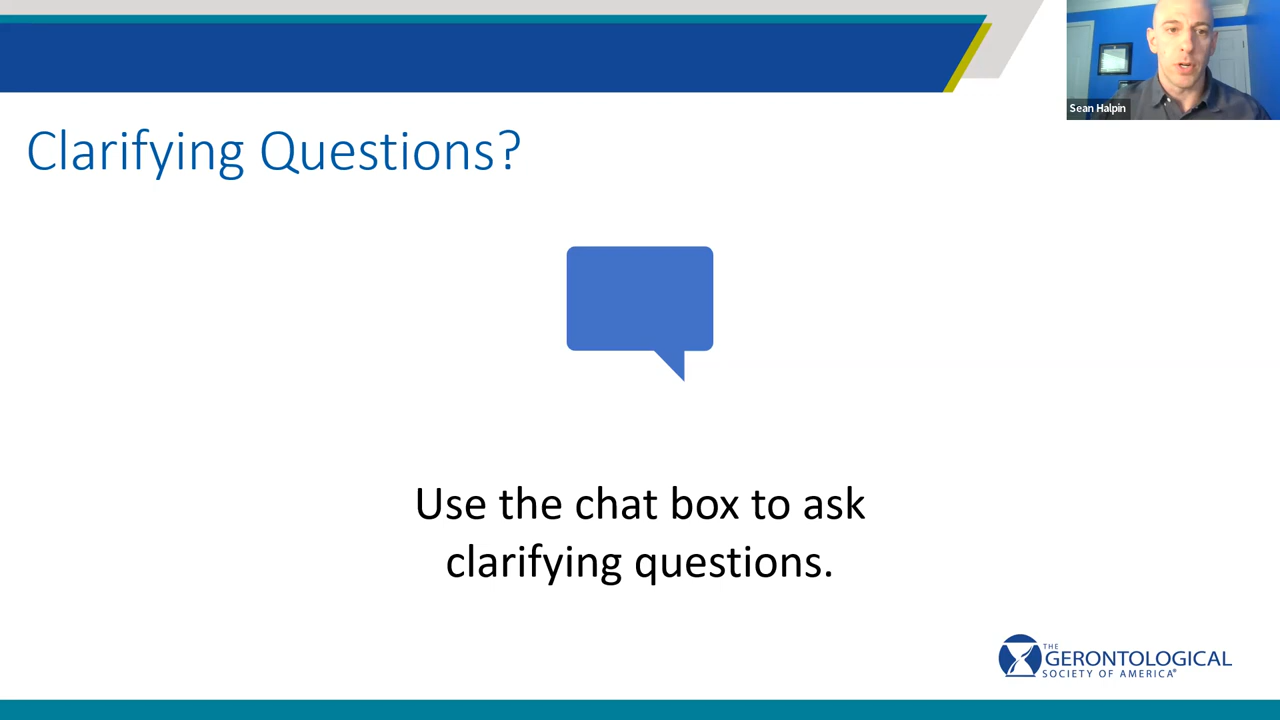 Sean Halpin
Clarifying Questions?
Use the chat box to ask
clarifying questions.
THE
GERONTOLOGICAL
SOCIETY OF AMERICA®